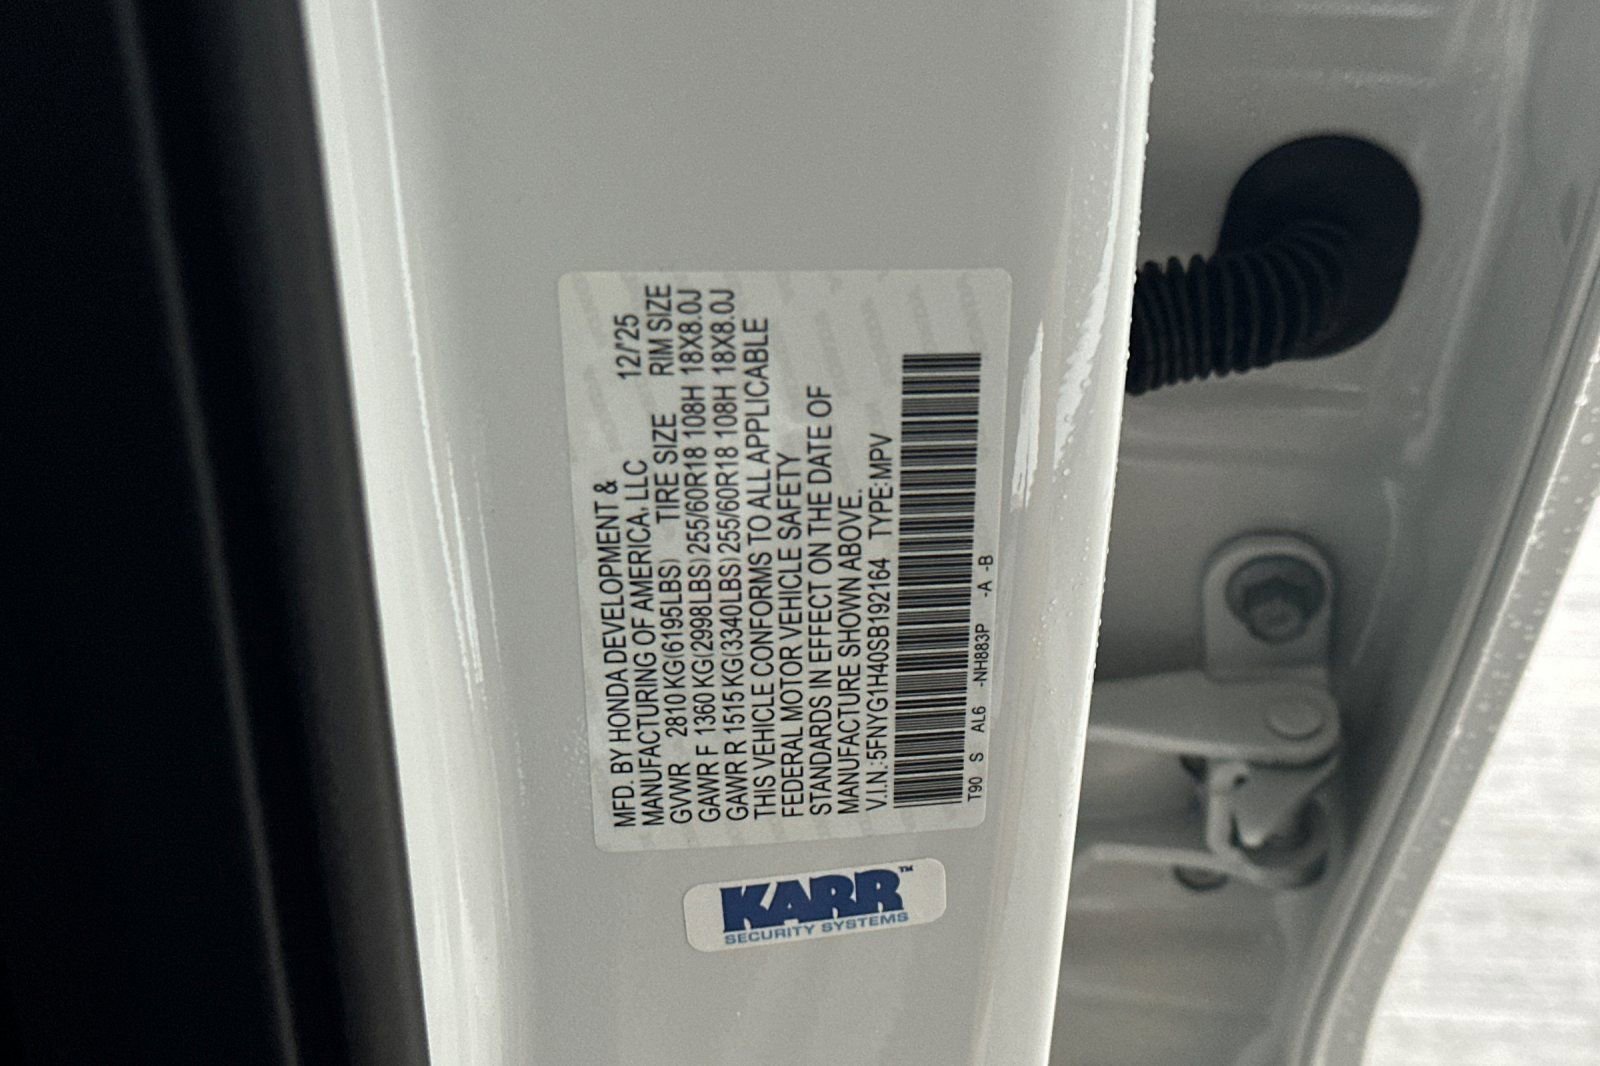 MFD. BY HONDA DEVELOPMENT &
MANUFACTURING OF AMERICA, LLC 12/'25
GVWR 2810 KG(6195LBS) TIRE SIZE RIM SIZE
GAWR F 1360 KG(2998LBS) 255/60R18 108H 18X8.0J
GAWR R 1515 KG(3340LBS) 255/60R18 108H 18X8.0J
THIS VEHICLE CONFORMS TO ALL APPLICABLE
FEDERAL MOTOR VEHICLE SAFETY
STANDARDS IN EFFECT ON THE DATE OF
MANUFACTURE SHOWN ABOVE.
V.I.N.:5FNYG1H40SB192164 TYPE:MPV
T90 S AL6 -NH883P -A -B
KARR™
SECURITY SYSTEMS